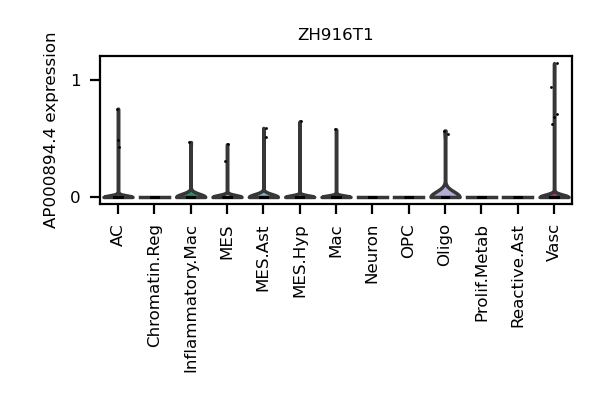 ZH916T1
AP000894.4 expression
1
0
AC
Chromatin.Reg
Inflammatory.Mac
MES
MES.Ast
MES.Hyp
Mac
Neuron
OPC
Oligo
Prolif.Metab
Reactive.Ast
Vasc